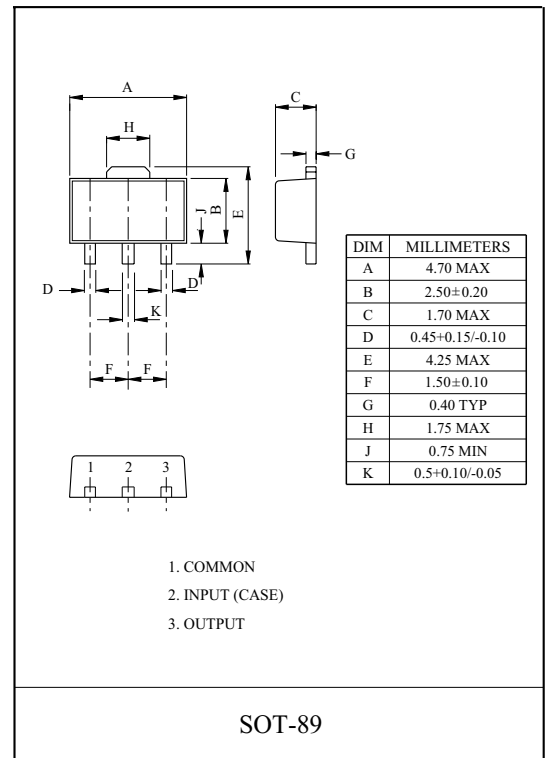 A
H
C
G
J
B
E
D
D
K
F F
DIM MILLIMETERS
A 4.70 MAX
B 2.50±0.20
C 1.70 MAX
D 0.45+0.15/-0.10
E 4.25 MAX
F 1.50±0.10
G 0.40 TYP
H 1.75 MAX
J 0.75 MIN
K 0.5+0.10/-0.05
1 2 3
1. COMMON
2. INPUT (CASE)
3. OUTPUT
SOT-89